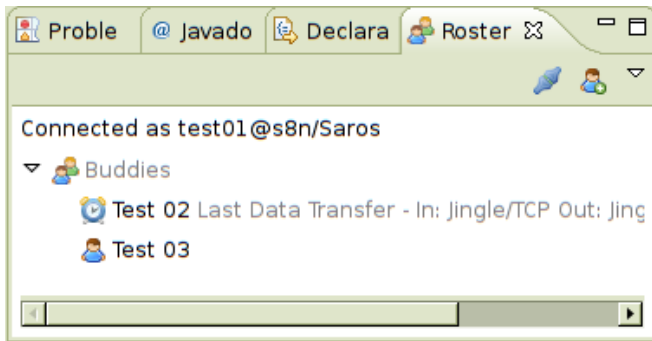 Proble @ Javado Declara Roster
Connected as test01@s8n/Saros
Buddies
Test 02 Last Data Transfer - In: Jingle/TCP Out: Jing
Test 03